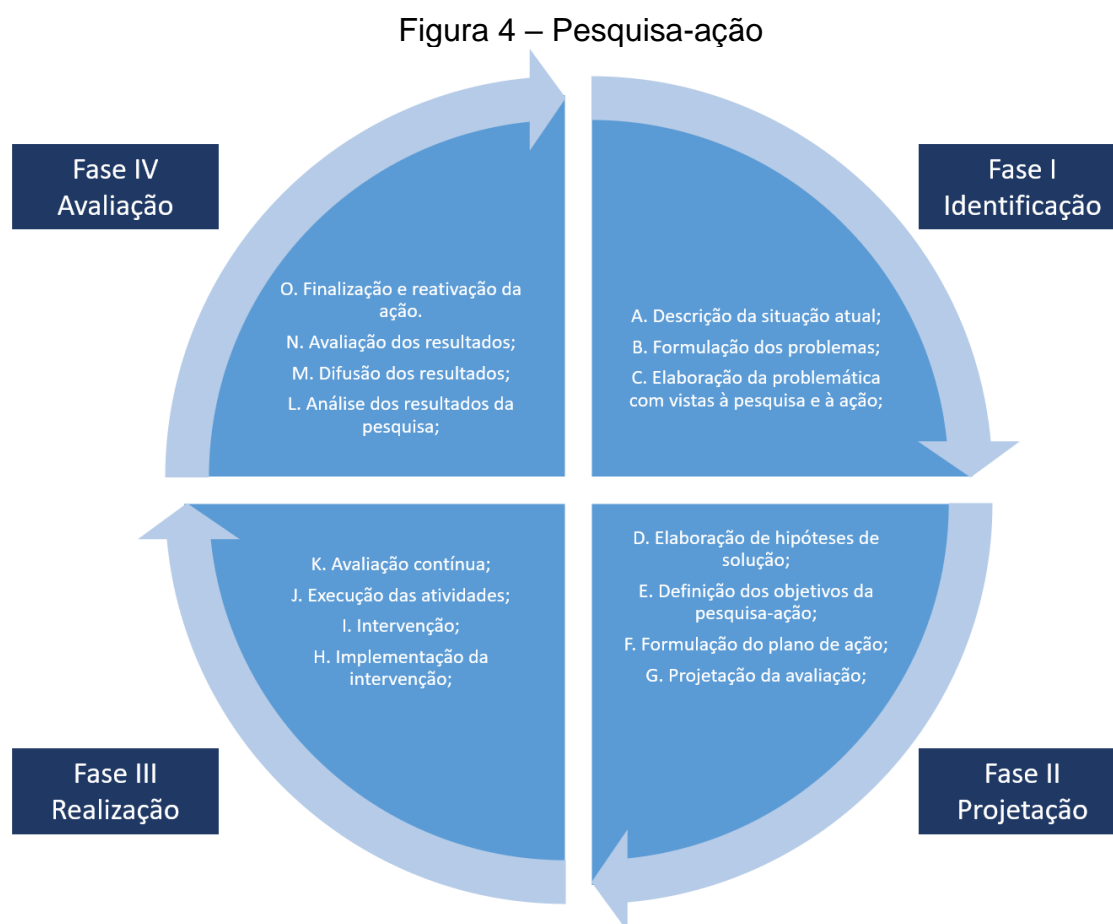 Figura 4 – Pesquisa-ação
Fase IV
Avaliação
Fase I
Identificação
O. Finalização e reativação da
ação.
N. Avaliação dos resultados;
M. Difusão dos resultados;
L. Análise dos resultados da
pesquisa;
A. Descrição da situação atual;
B. Formulação dos problemas;
C. Elaboração da problemática
com vistas à pesquisa e à ação;
K. Avaliação contínua;
J. Execução das atividades;
I. Intervenção;
H. Implementação da
intervenção;
D. Elaboração de hipóteses de
solução;
E. Definição dos objetivos da
pesquisa-ação;
F. Formulação do plano de ação;
G. Projetação da avaliação;
Fase III
Realização
Fase II
Projetação